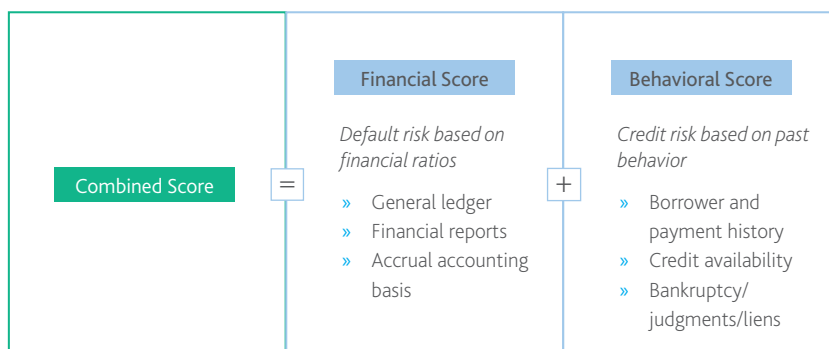 Combined Score
=
Financial Score
Default risk based on
financial ratios
» General ledger
» Financial reports
» Accrual accounting
basis
+
Behavioral Score
Credit risk based on past
behavior
» Borrower and
payment history
» Credit availability
» Bankruptcy/
judgments/liens